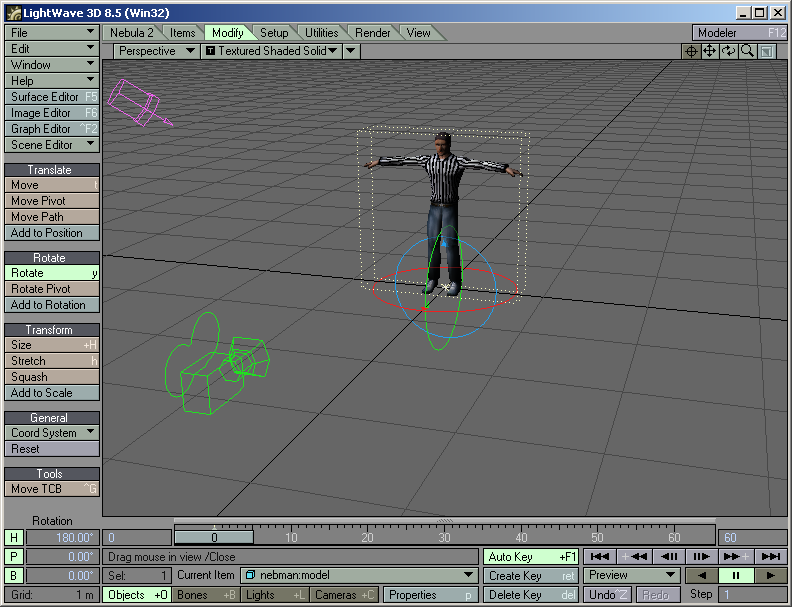 LightWave 3D 8.5 (Win32)
File
Edit
Window
Help
Surface Editor F5
Image Editor F6
Graph Editor ^F2
Scene Editor
Translate
Move t
Move Pivot
Move Path
Add to Position
Rotate
Rotate y
Rotate Pivot
Add to Rotation
Transform
Size +H
Stretch h
Squash
Add to Scale
General
Coord System
Reset
Tools
Move TCB ^G
Nebula 2 Items Modify Setup Utilities Render View
Modeler F12
Perspective T Textured Shaded Solid
Rotation
H 180.00°
P 0.00°
B 0.00°
Grid: 1 m
0 0 10 20 30 40 50 60 60
Drag mouse in view /Close
Auto Key +F1
Sel: 1 Current Item nebman:model
Create Key ret
Preview
Objects +O Bones +B Lights +L Cameras +C Properties p
Delete Key del
Undo ^Z Redo Step 1